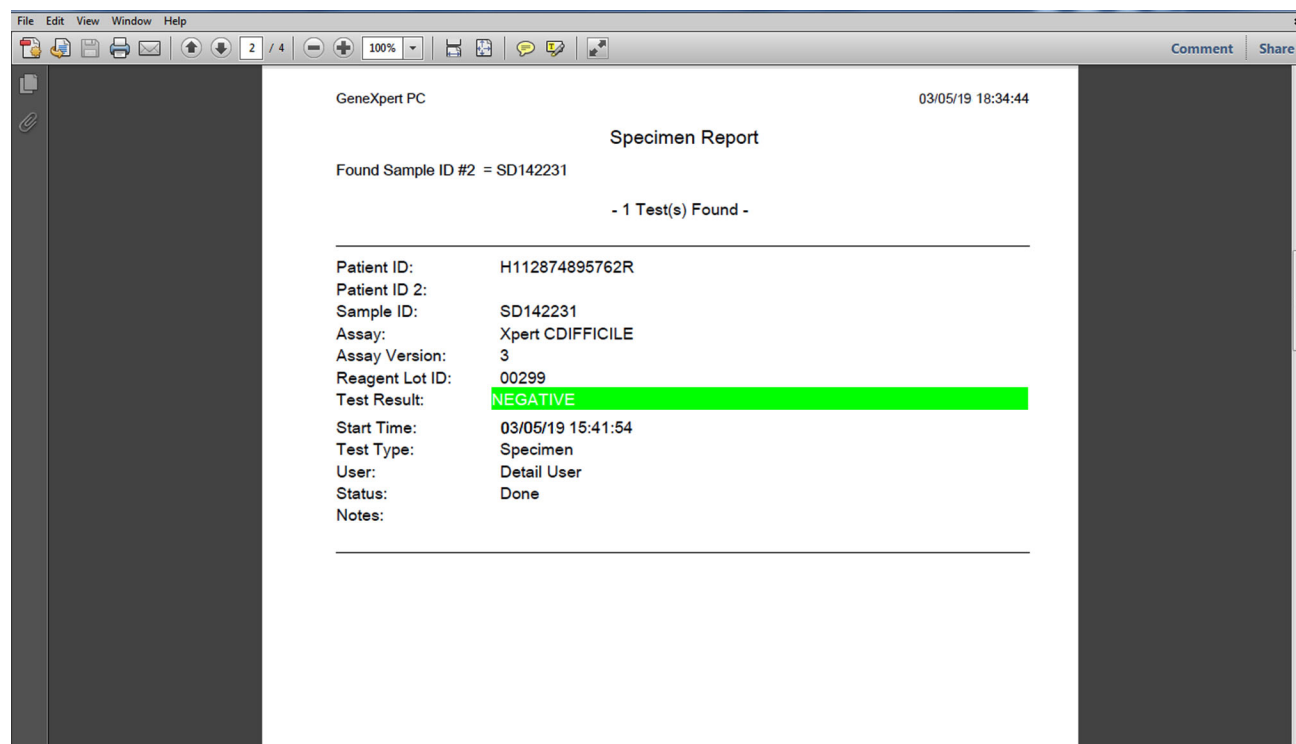 File Edit View Window Help
2 / 4 100% Comment Share
GeneXpert PC 03/05/19 18:34:44
Specimen Report
Found Sample ID #2 = SD142231
- 1 Test(s) Found -
Patient ID: H112874895762R
Patient ID 2:
Sample ID: SD142231
Assay: Xpert CDIFFICILE
Assay Version: 3
Reagent Lot ID: 00299
Test Result: NEGATIVE
Start Time: 03/05/19 15:41:54
Test Type: Specimen
User: Detail User
Status: Done
Notes: